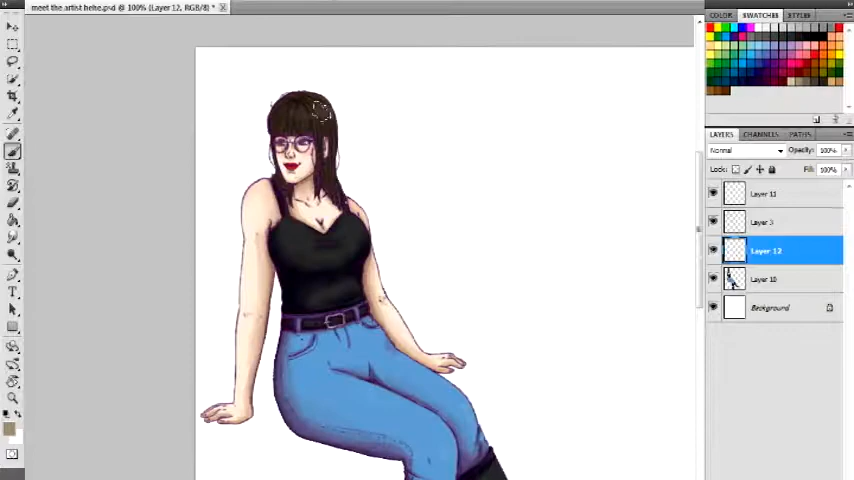 meet the artist hehe.psd @ 100% (Layer 12, RGB/8) *
COLOR SWATCHES STYLES
LAYERS CHANNELS PATHS
Normal Opacity: 100%
Lock: Fill: 100%
Layer 11
Layer 3
Layer 12
Layer 10
Background